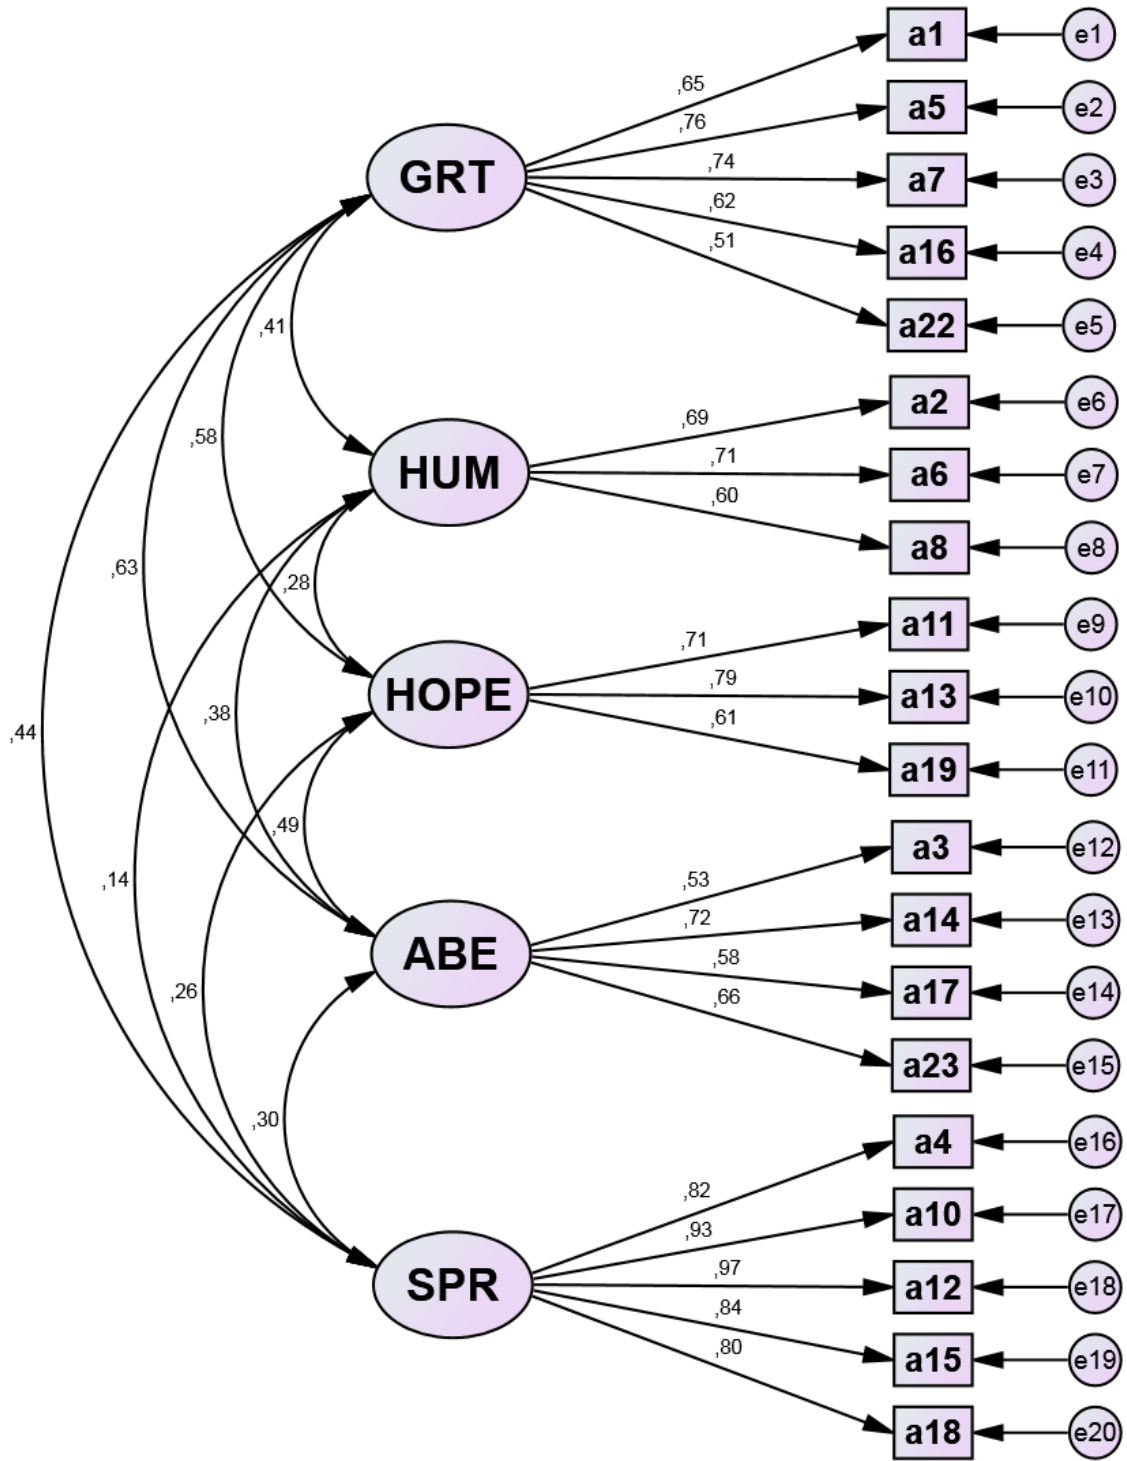 a1 e1
,65
a5 e2
,76
GRT
,74
a7 e3
,62
a16 e4
,51
a22 e5
,41
a2 e6
,69
,58
,71
HUM
a6 e7
,60
a8 e8
,63
,28
a11 e9
,71
,79
HOPE
a13 e10
,61
,38
,44
a19 e11
,49
a3 e12
,14
,53
,72
a14 e13
ABE
,58
,26
a17 e14
,66
a23 e15
,30
a4 e16
,82
a10 e17
,93
,97
SPR
a12 e18
,84
a15 e19
,80
a18 e20